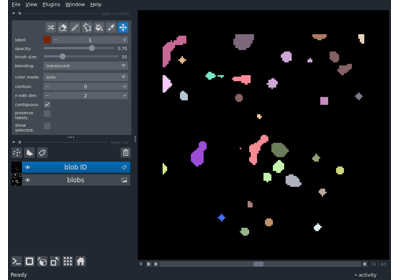 File View Plugins Window Help
label: 1
opacity: 0.70
brush size: 10
blending: translucent
color mode: auto
contour: 0
n edit dim: 2
contiguous:
preserve labels:
show selected:
blob ID
blobs
Ready
activity